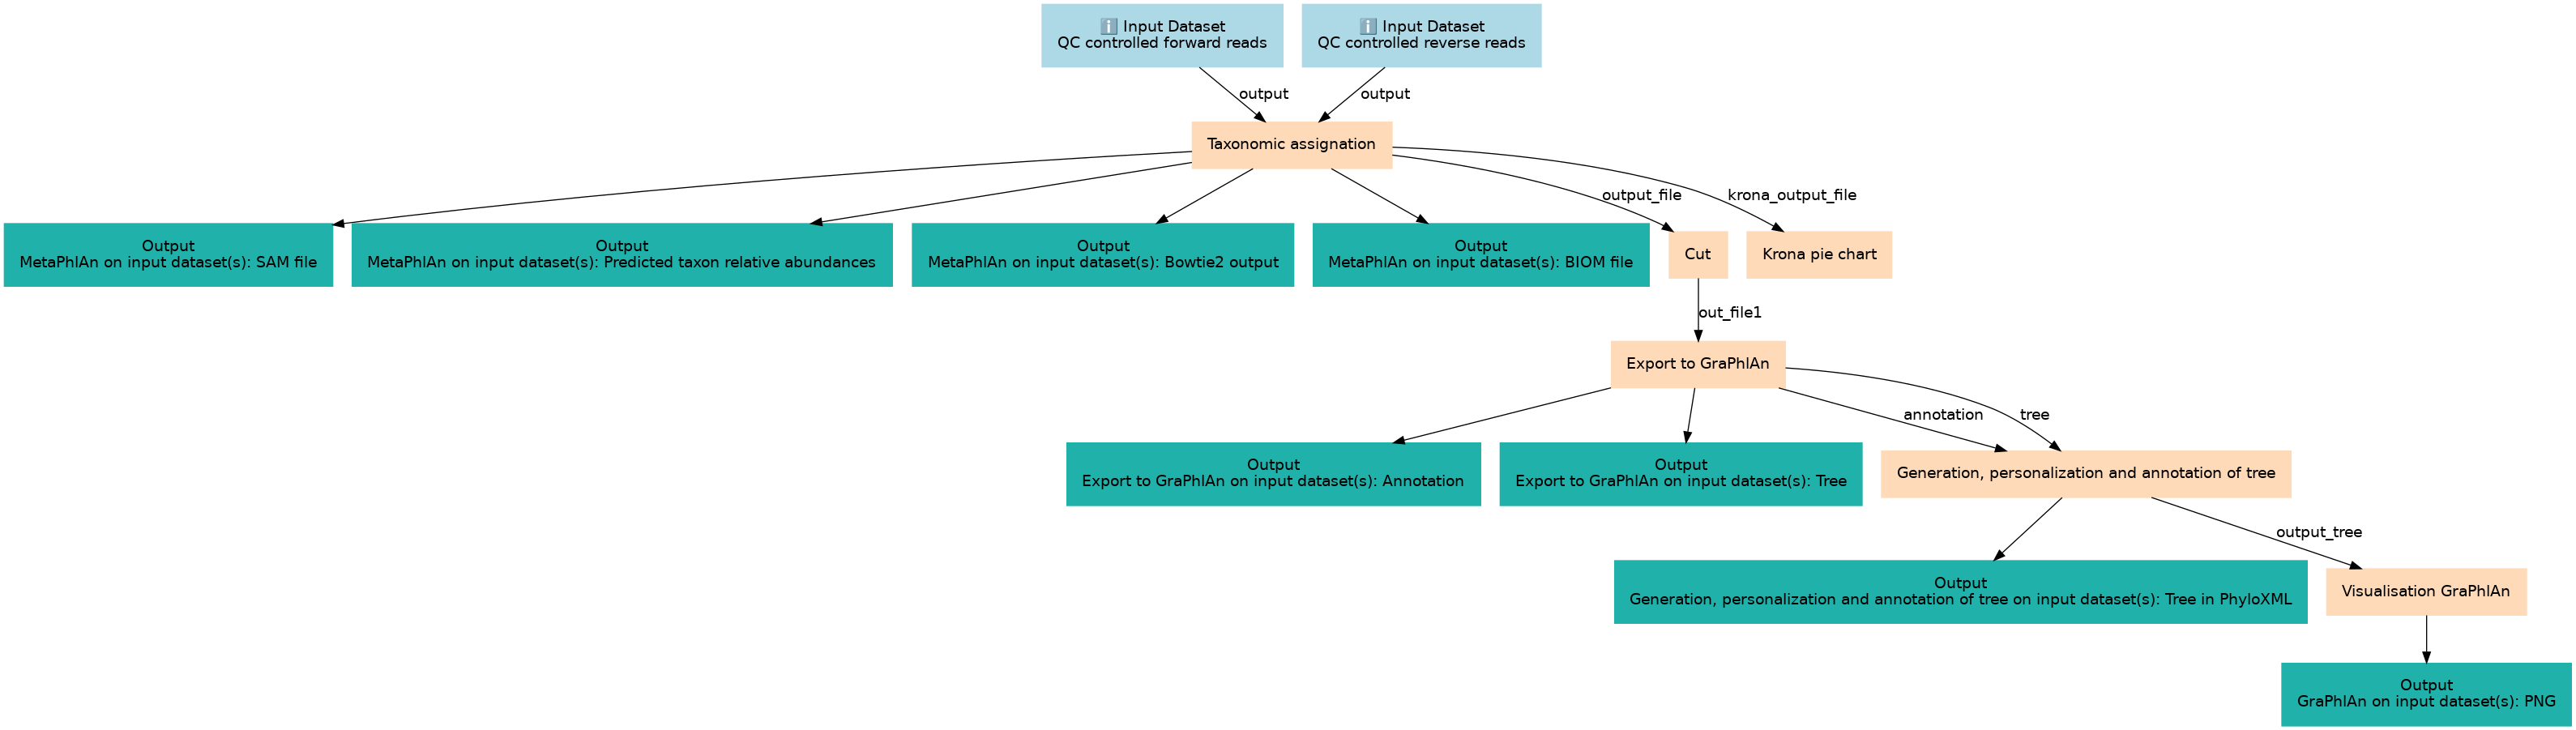 ℹ️ Input Dataset
QC controlled forward reads
ℹ️ Input Dataset
QC controlled reverse reads
output
output
Taxonomic assignation
output_file
krona_output_file
Output
MetaPhlAn on input dataset(s): SAM file
Output
MetaPhlAn on input dataset(s): Predicted taxon relative abundances
Output
MetaPhlAn on input dataset(s): Bowtie2 output
Output
MetaPhlAn on input dataset(s): BIOM file
Cut
Krona pie chart
out_file1
Export to GraPhlAn
annotation
tree
Output
Export to GraPhlAn on input dataset(s): Annotation
Output
Export to GraPhlAn on input dataset(s): Tree
Generation, personalization and annotation of tree
output_tree
Output
Generation, personalization and annotation of tree on input dataset(s): Tree in PhyloXML
Visualisation GraPhlAn
Output
GraPhlAn on input dataset(s): PNG